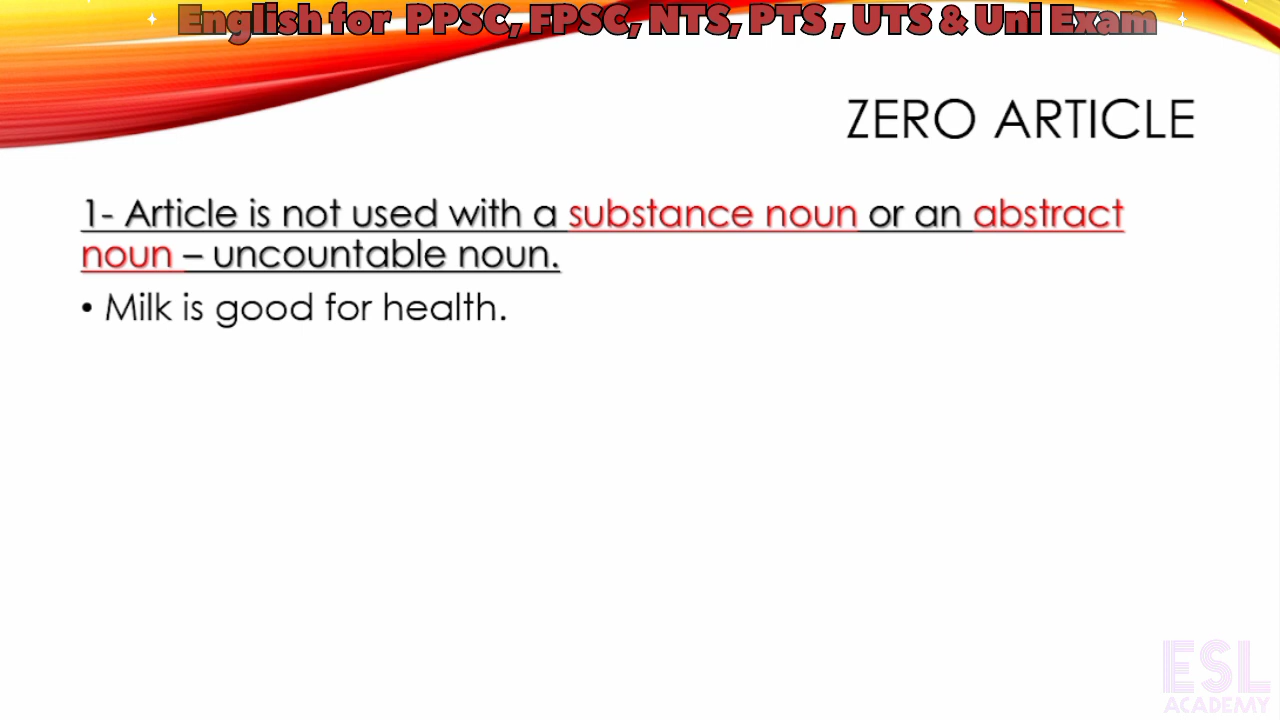 English for PPSC, FPSC, NTS, PTS , UTS & Uni Exam
ZERO ARTICLE
1- Article is not used with a substance noun or an abstract
noun – uncountable noun.
• Milk is good for health.
ESL
ACADEMY